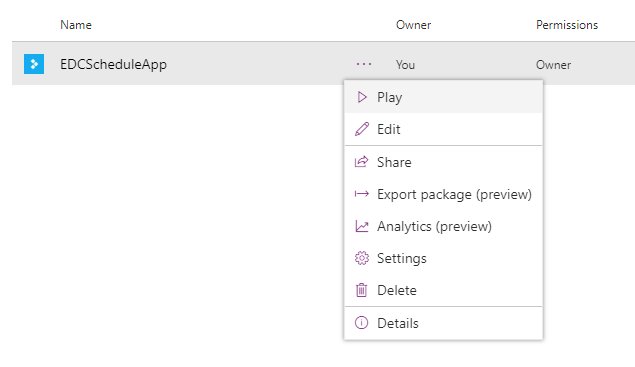 Name Owner Permissions
EDCScheduleApp ... You Owner
Play
Edit
Share
Export package (preview)
Analytics (preview)
Settings
Delete
Details